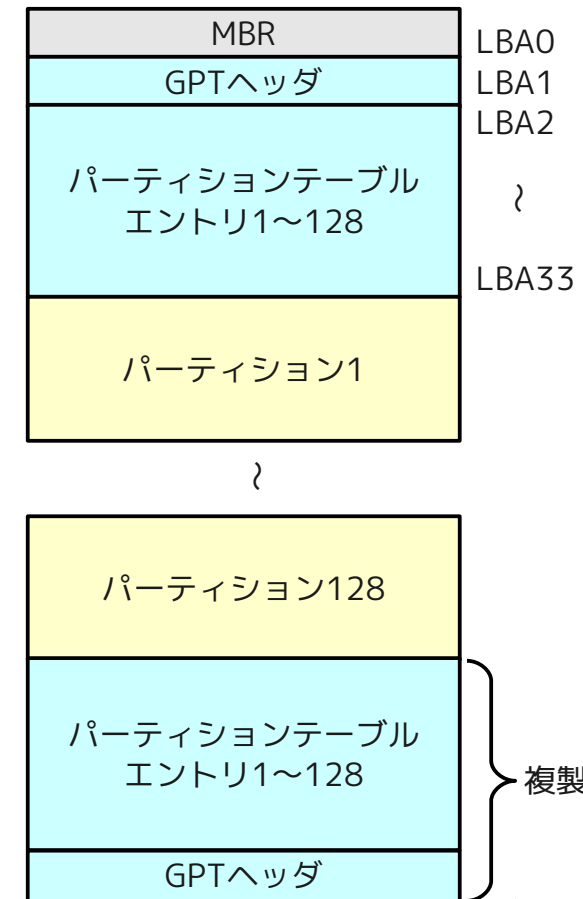 MBR
LBA0
GPTヘッダ
LBA1
LBA2
パーティションテーブル
エントリ1〜128
〜
LBA33
パーティション1
〜
パーティション128
パーティションテーブル
エントリ1〜128
複製
GPTヘッダ